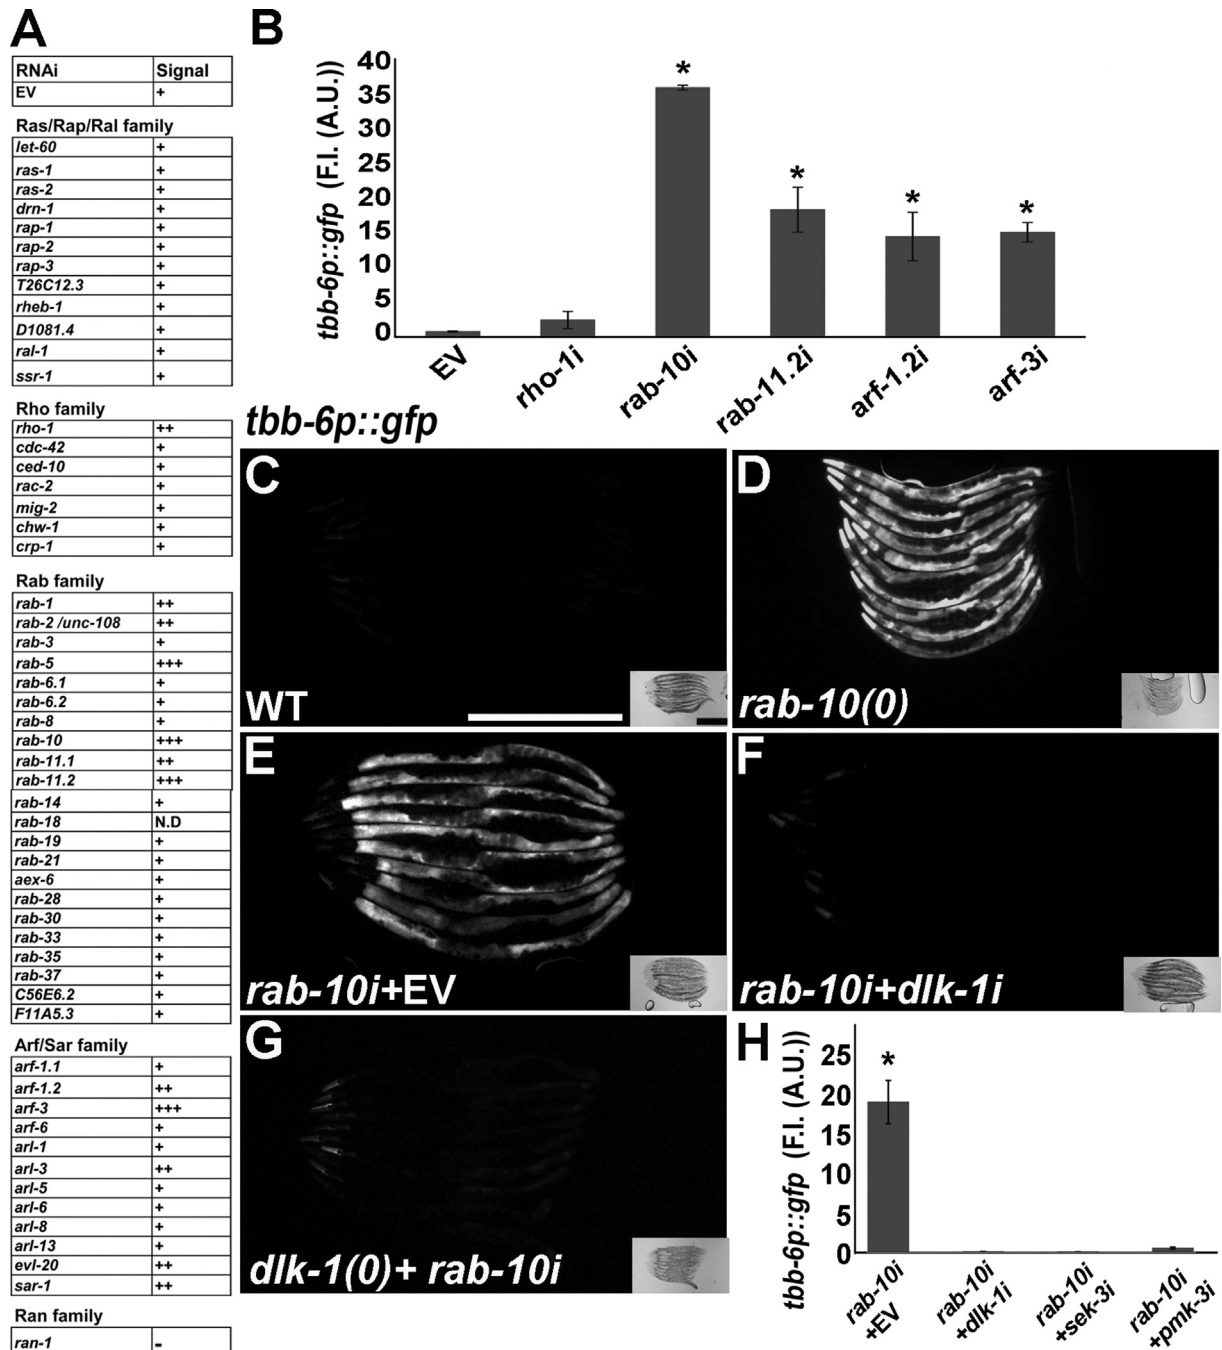 A
RNAi Signal
EV +
Ras/Rap/Ral family
let-60 +
ras-1 +
ras-2 +
drn-1 +
rap-1 +
rap-2 +
rap-3 +
T26C12.3 +
rheb-1 +
D1081.4 +
ral-1 +
ssr-1 +
Rho family
rho-1 ++
cdc-42 +
ced-10 +
rac-2 +
mig-2 +
chw-1 +
crp-1 +
Rab family
rab-1 ++
rab-2 /unc-108 ++
rab-3 +
rab-5 +++
rab-6.1 +
rab-6.2 +
rab-8 +
rab-10 +++
rab-11.1 ++
rab-11.2 +++
rab-14 +
rab-18 N.D
rab-19 +
rab-21 +
aex-6 +
rab-28 +
rab-30 +
rab-33 +
rab-35 +
rab-37 +
C56E6.2 +
F11A5.3 +
Arf/Sar family
arf-1.1 +
arf-1.2 ++
arf-3 +++
arf-6 +
arl-1 +
arl-3 ++
arl-5 +
arl-6 +
arl-8 +
arl-13 +
evl-20 ++
sar-1 ++
Ran family
ran-1 -
B
tbb-6p::gfp (F.I. (A.U.))
40
35
30
25
20
15
10
5
0
* * * * *
EV rho-1i rab-10i rab-11.2i arf-1.2i arf-3i
tbb-6p::gfp
C
WT
D
rab-10(0)
E
rab-10i+EV
F
rab-10i+dlk-1i
G
dlk-1(0)+ rab-10i
H
tbb-6p::gfp (F.I. (A.U.))
25
20
15
10
5
0
*
rab-10i
+EV
rab-10i
+dlk-1i
rab-10i
+sek-3i
rab-10i
+pmk-3i